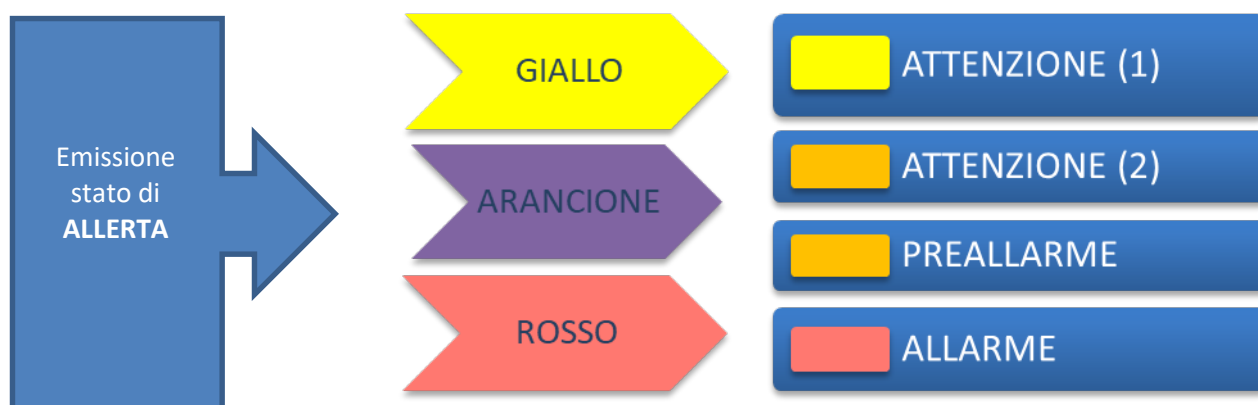 Emissione
stato di
ALLERTA
GIALLO
ARANCIONE
ROSSO
ATTENZIONE (1)
ATTENZIONE (2)
PREALLARME
ALLARME